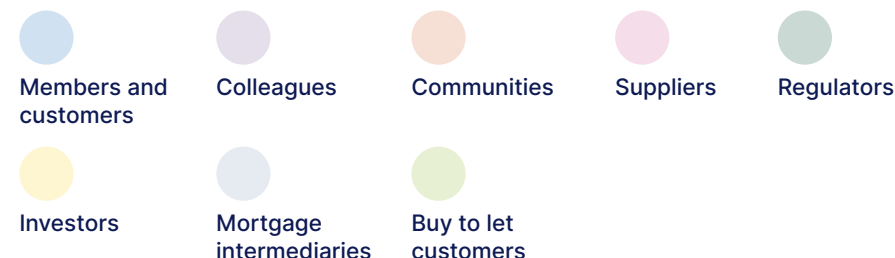 Members and
customers
Colleagues
Communities
Suppliers
Regulators
Investors
Mortgage
intermediaries
Buy to let
customers